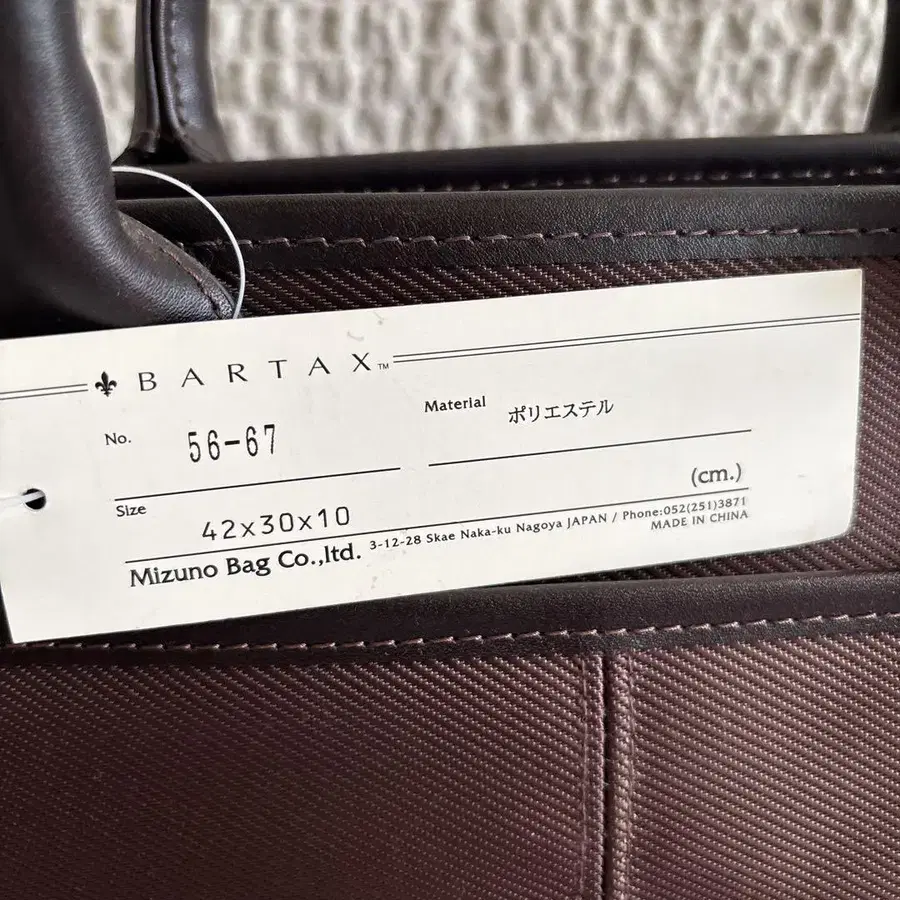 BARTAX™
No. 56-67
Material ポリエステル
Size 42x30x10 (cm.)
Mizuno Bag Co.,ltd. 3-12-28 Skae Naka-ku Nagoya JAPAN / Phone:052(251)3871
MADE IN CHINA